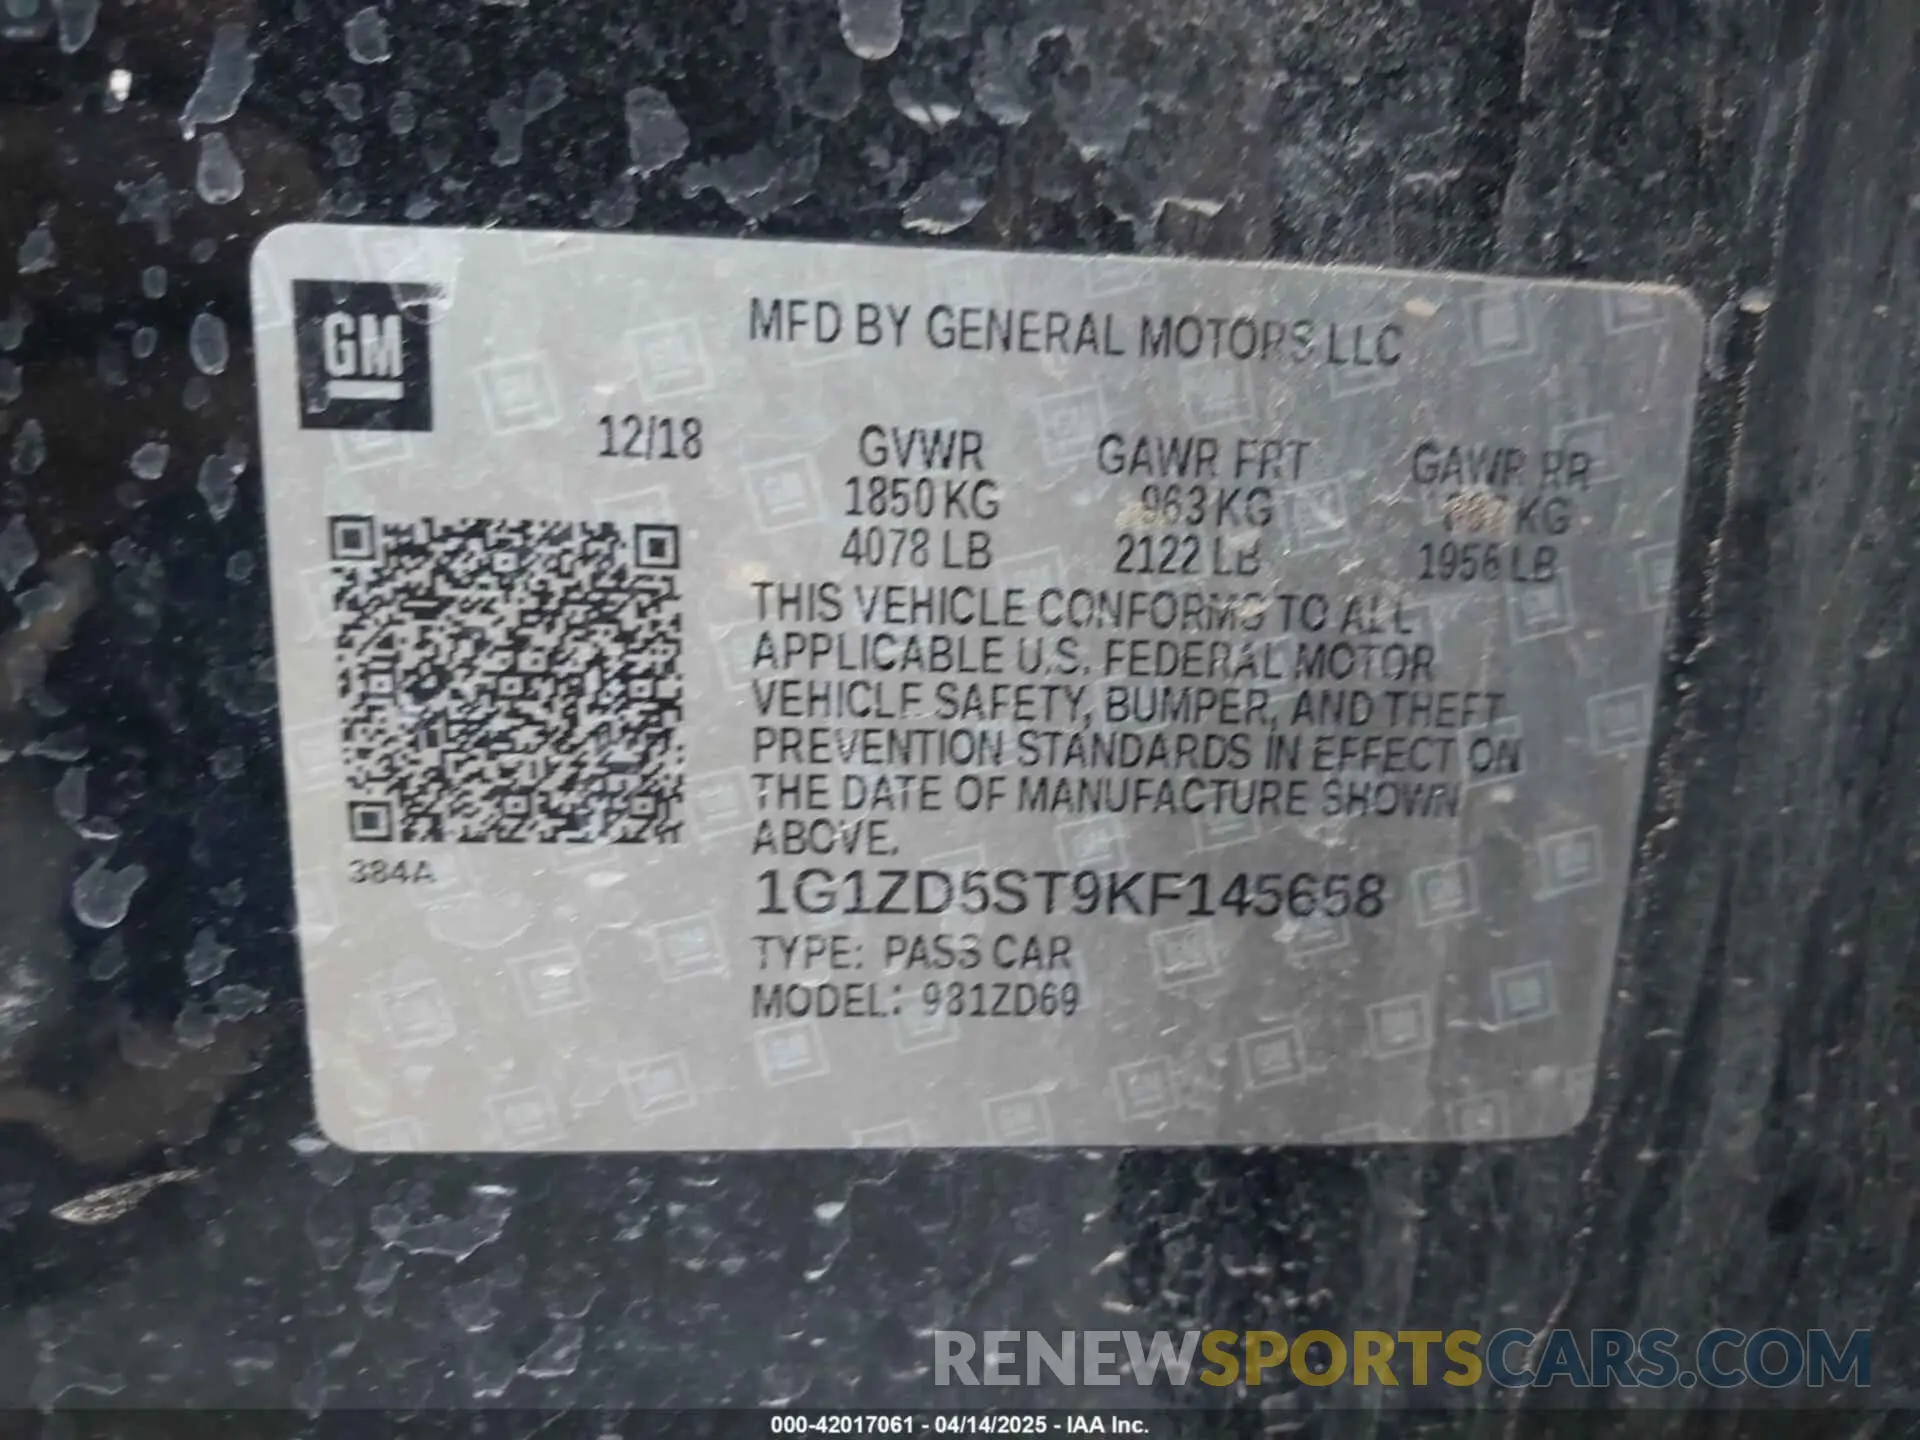 GM
MFD BY GENERAL MOTORS LLC
12/18 GVWR GAWR FRT GAWR RR
1850 KG 963 KG KG
4078 LB 2122 LB 1956 LB
THIS VEHICLE CONFORMS TO ALL
APPLICABLE U.S. FEDERAL MOTOR
VEHICLE SAFETY, BUMPER, AND THEFT
PREVENTION STANDARDS IN EFFECT ON
THE DATE OF MANUFACTURE SHOWN
ABOVE.
384A
1G1ZD5ST9KF145658
TYPE: PASS CAR
MODEL: 981ZD69
RENEWSPORTSCARS.COM
000-42017061 - 04/14/2025 - IAA Inc.